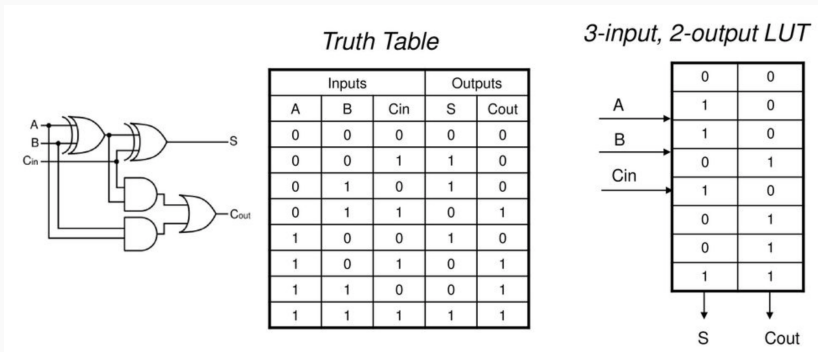 Truth Table
Inputs Outputs
A B Cin S Cout
0 0 0 0 0
0 0 1 1 0
0 1 0 1 0
0 1 1 0 1
1 0 0 1 0
1 0 1 0 1
1 1 0 0 1
1 1 1 1 1
A
B
Cin
S
Cout
3-input, 2-output LUT
A
B
Cin
0 0
1 0
1 0
0 1
1 0
0 1
0 1
1 1
S Cout